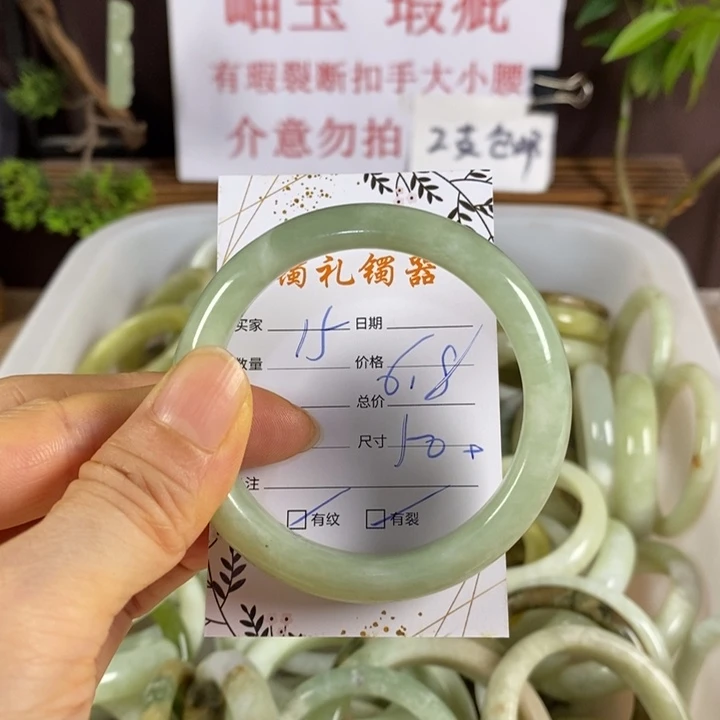 岫玉 瑕疵
有瑕裂断扣手大小腰
介意勿拍 2支包邮
镯礼镯器
买家 15 日期
数量 价格 6.8
总价
尺寸 50+
注
有纹 有裂